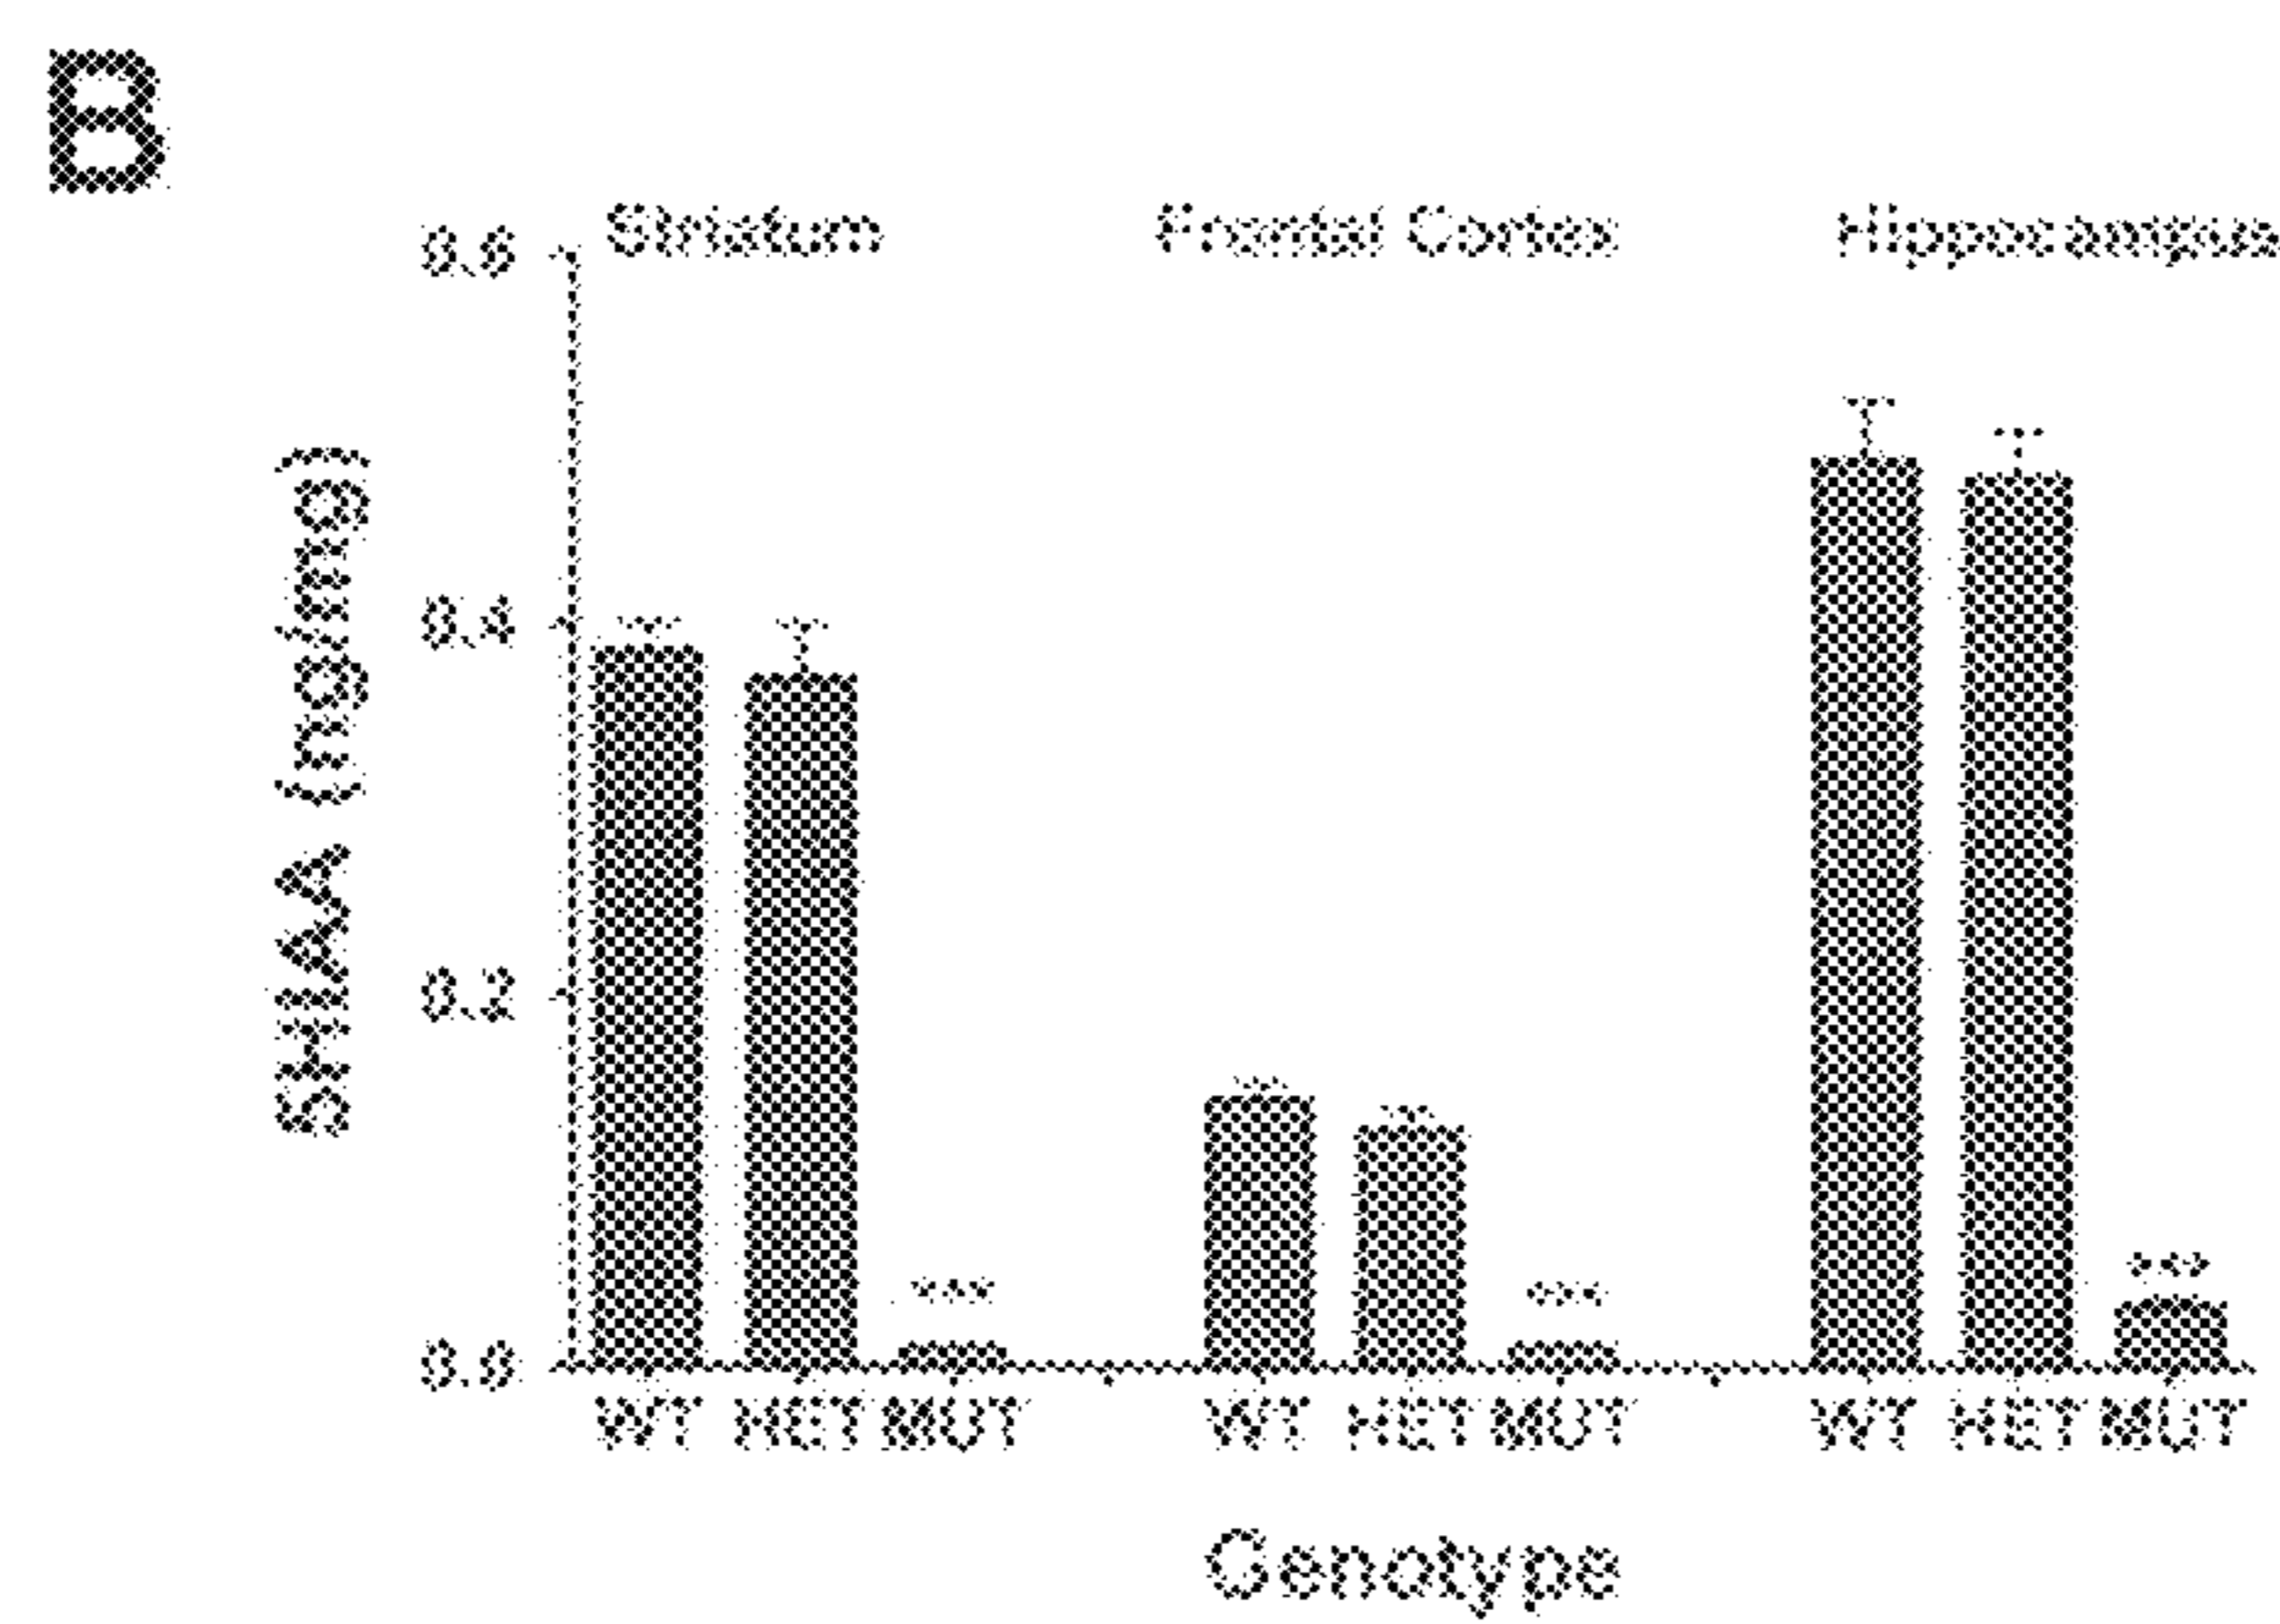 B
Striatum Frontal Cortex Hippocampus
0.6
0.4
0.2
0.0
5HIAA (ng/mg)
*** *** ***
WT HET MUT WT HET MUT WT HET MUT
Genotype